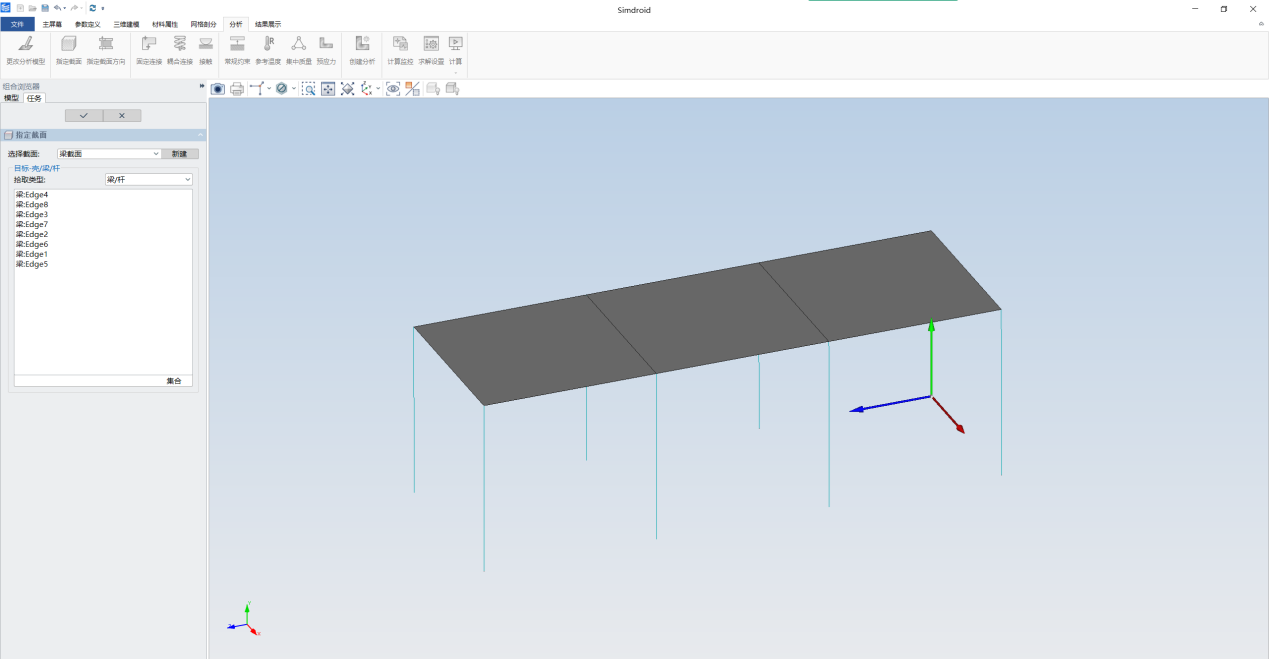 Simdroid
文件 主屏幕 参数定义 三维建模 材料属性 网格剖分 分析 结果展示
更改分析模型 指定截面 指定截面方向 固定连接 耦合连接 接触 常规约束 参考温度 集中质量 预应力 创建分析 计算监控 求解设置 计算
组合浏览器
模型 任务
指定截面
选择截面: 梁截面 新建
目标-壳/梁/杆
拾取类型: 梁/杆
梁:Edge4
梁:Edge8
梁:Edge3
梁:Edge7
梁:Edge2
梁:Edge6
梁:Edge1
梁:Edge5
集合
Y
Z
X